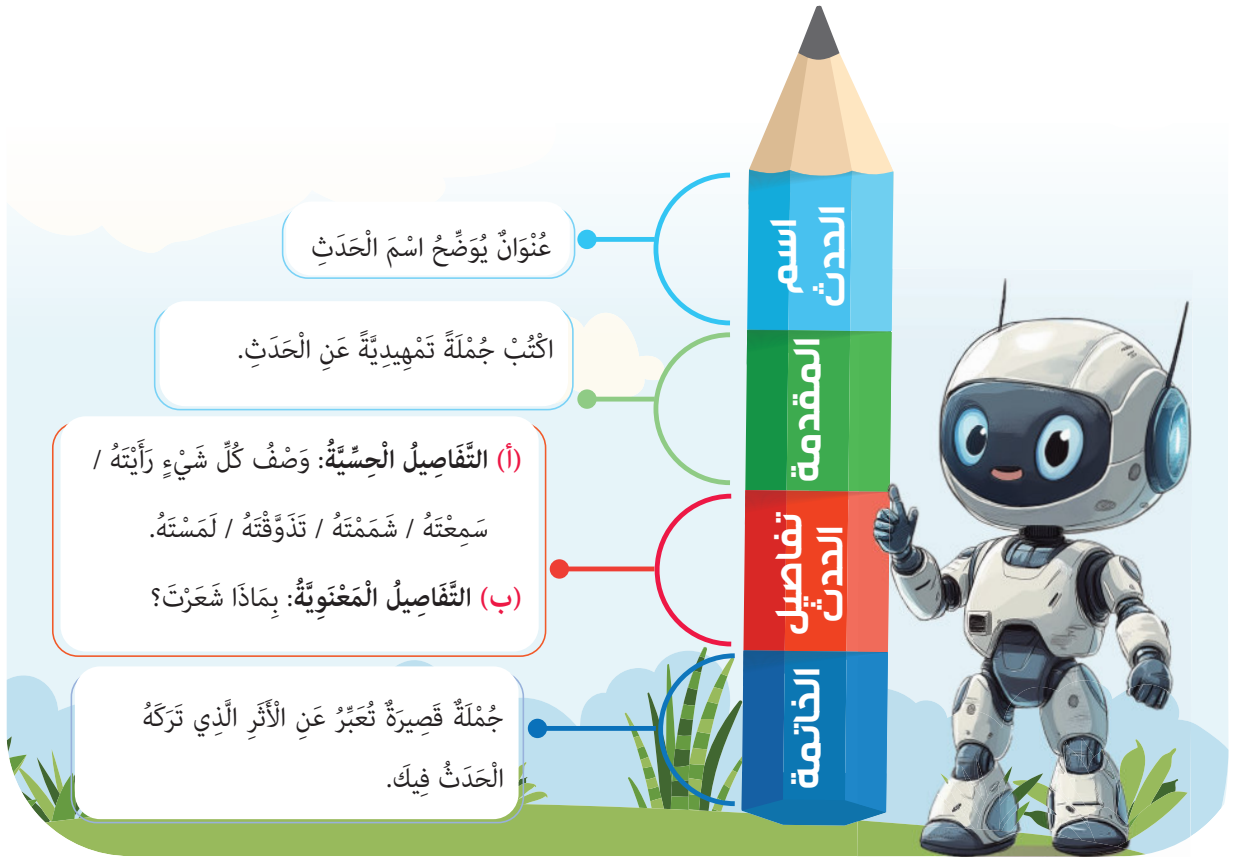 اسم
الحدث
عُنْوَانٌ يُوَضِّحُ اسْمَ الْحَدَثِ
المقدمة
اكْتُبْ جُمْلَةً تَمْهِيدِيَّةً عَنِ الْحَدَثِ.
تفاصيل
الحدث
(أ) التَّفَاصِيلُ الْحِسِّيَّةُ: وَصْفُ كُلِّ شَيْءٍ رَأَيْتَهُ /
سَمِعْتَهُ / شَمَمْتَهُ / تَذَوَّقْتَهُ / لَمَسْتَهُ.
(ب) التَّفَاصِيلُ الْمَعْنَوِيَّةُ: بِمَاذَا شَعَرْتَ؟
الخاتمة
جُمْلَةٌ قَصِيرَةٌ تُعَبِّرُ عَنِ الْأَثَرِ الَّذِي تَرَكَهُ
الْحَدَثُ فِيكَ.